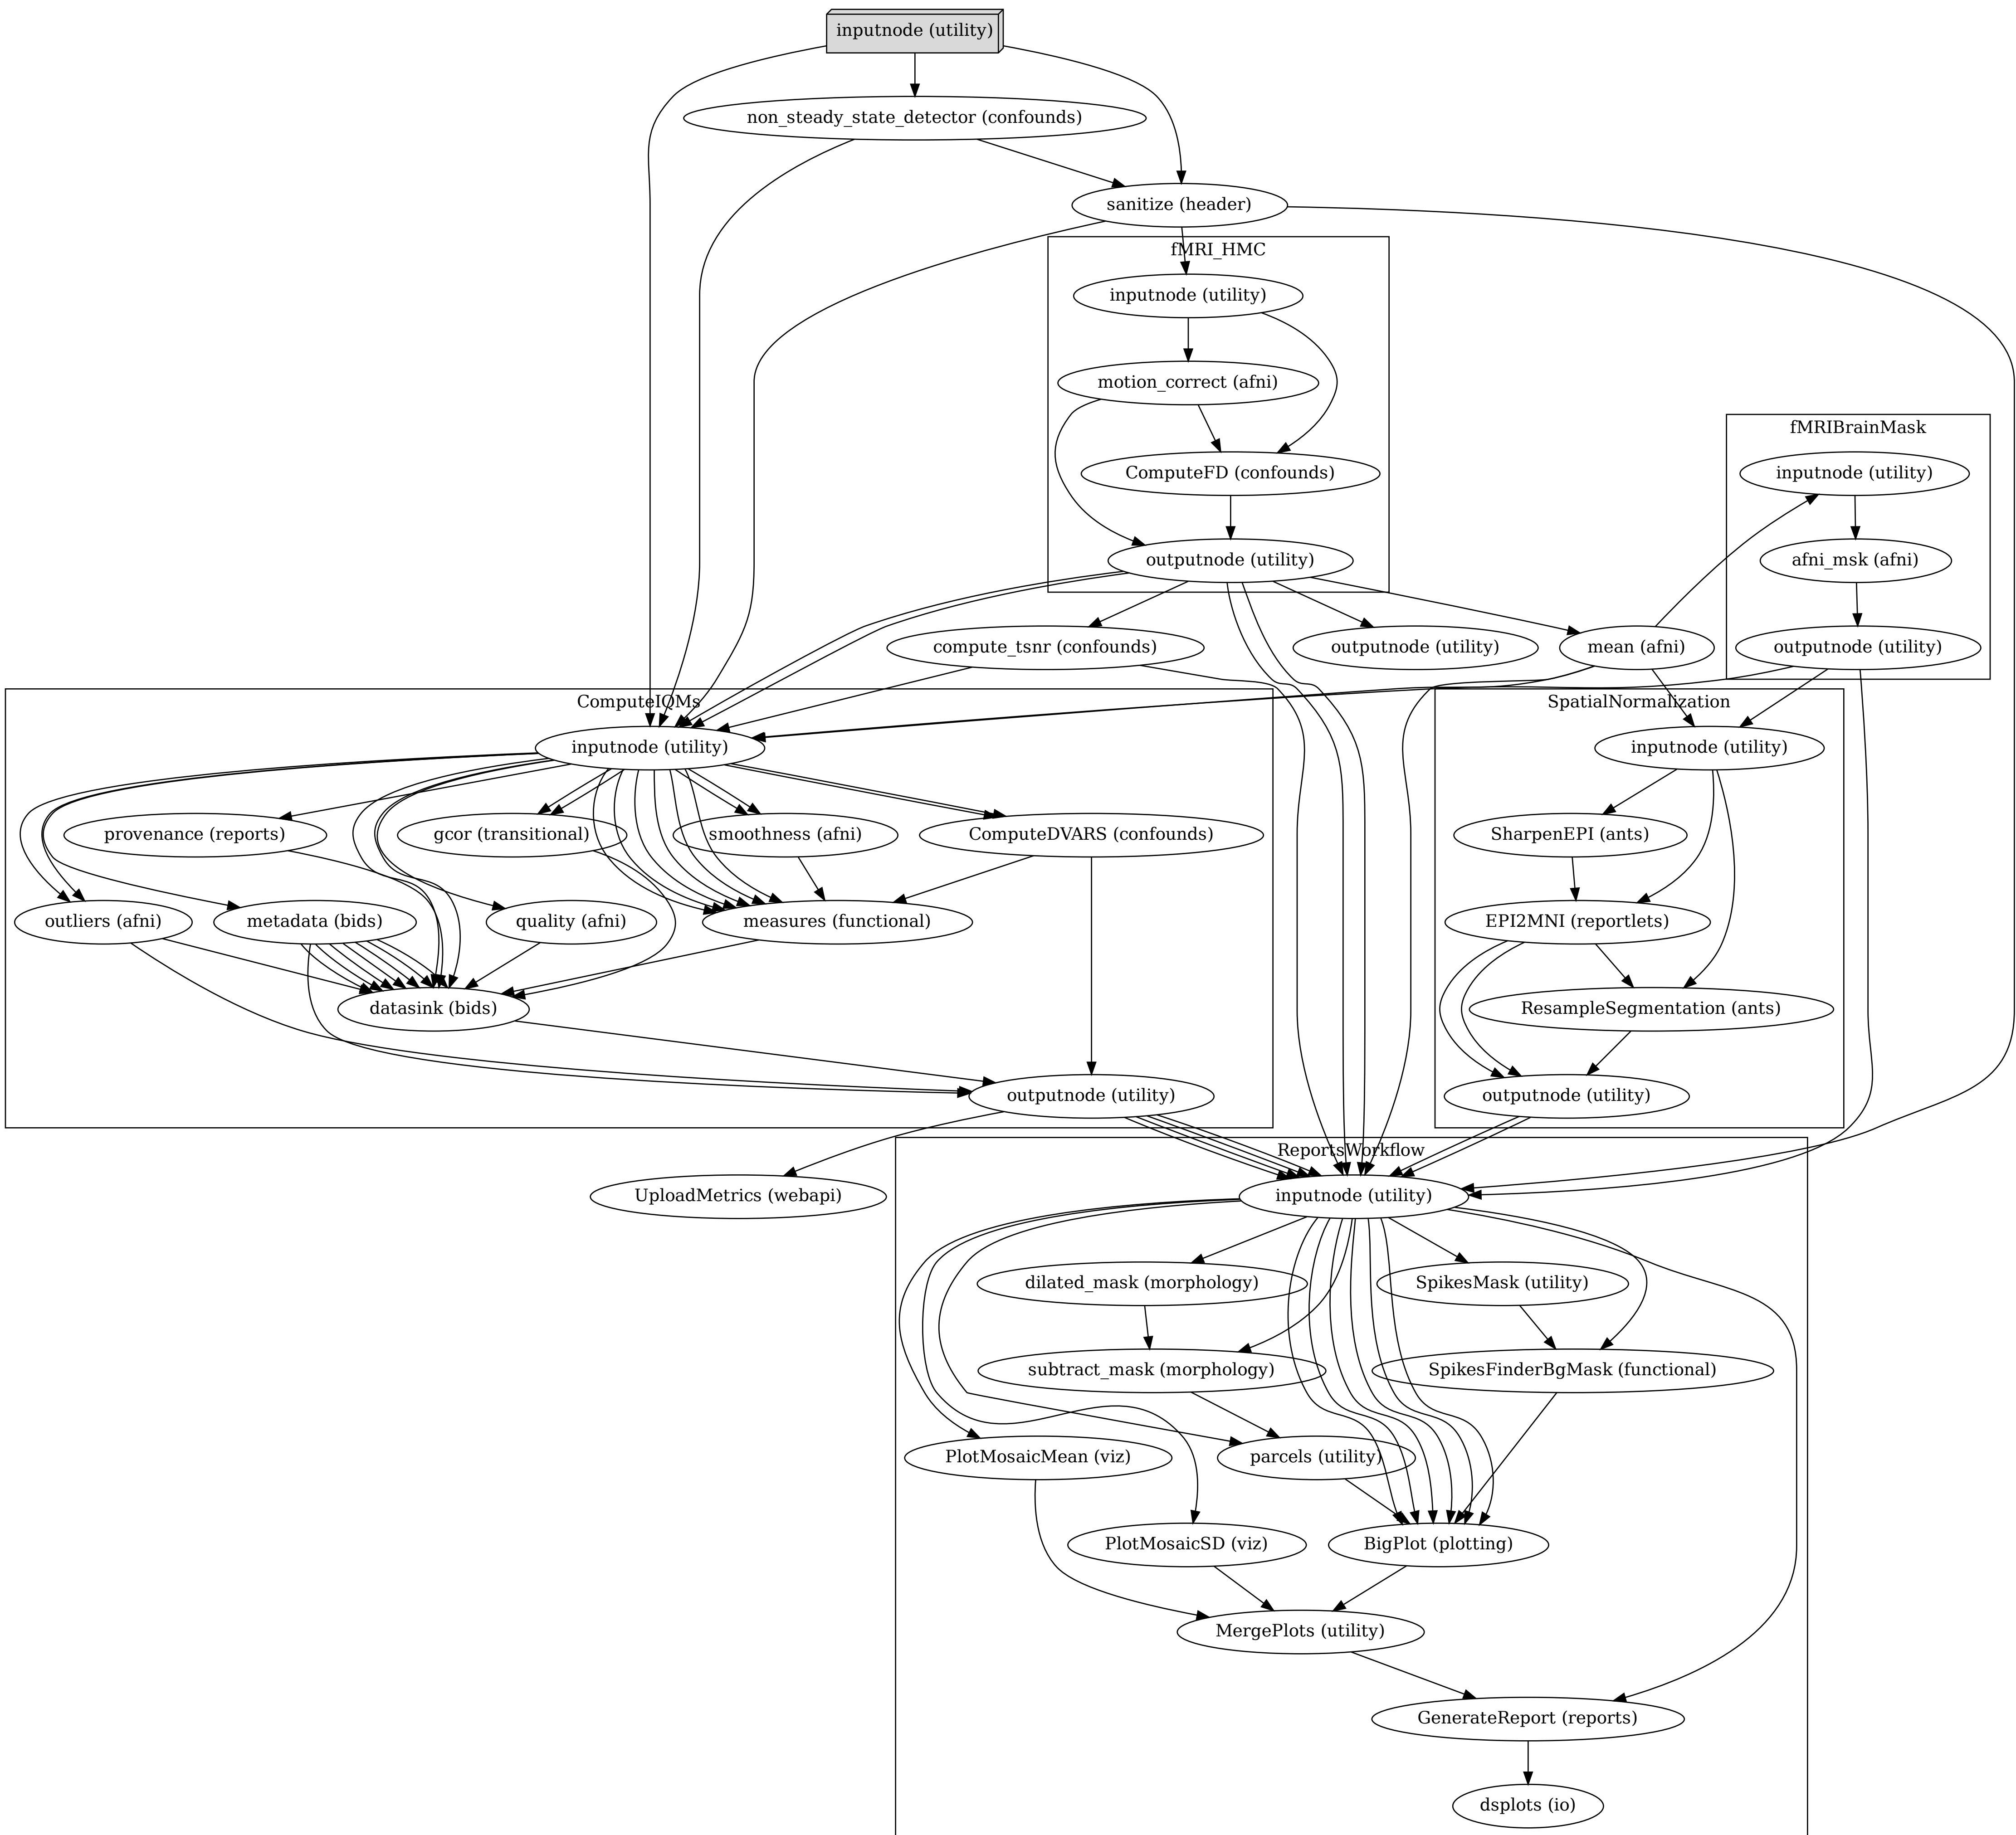 inputnode (utility)
non_steady_state_detector (confounds)
sanitize (header)
fMRI_HMC
inputnode (utility)
motion_correct (afni)
ComputeFD (confounds)
outputnode (utility)
fMRIBrainMask
inputnode (utility)
afni_msk (afni)
outputnode (utility)
compute_tsnr (confounds)
outputnode (utility)
mean (afni)
ComputeIQMs
inputnode (utility)
provenance (reports)
gcor (transitional)
smoothness (afni)
ComputeDVARS (confounds)
outliers (afni)
metadata (bids)
quality (afni)
measures (functional)
datasink (bids)
outputnode (utility)
SpatialNormalization
inputnode (utility)
SharpenEPI (ants)
EPI2MNI (reportlets)
ResampleSegmentation (ants)
outputnode (utility)
UploadMetrics (webapi)
ReportsWorkflow
inputnode (utility)
dilated_mask (morphology)
SpikesMask (utility)
subtract_mask (morphology)
SpikesFinderBgMask (functional)
PlotMosaicMean (viz)
parcels (utility)
PlotMosaicSD (viz)
BigPlot (plotting)
MergePlots (utility)
GenerateReport (reports)
dsplots (io)